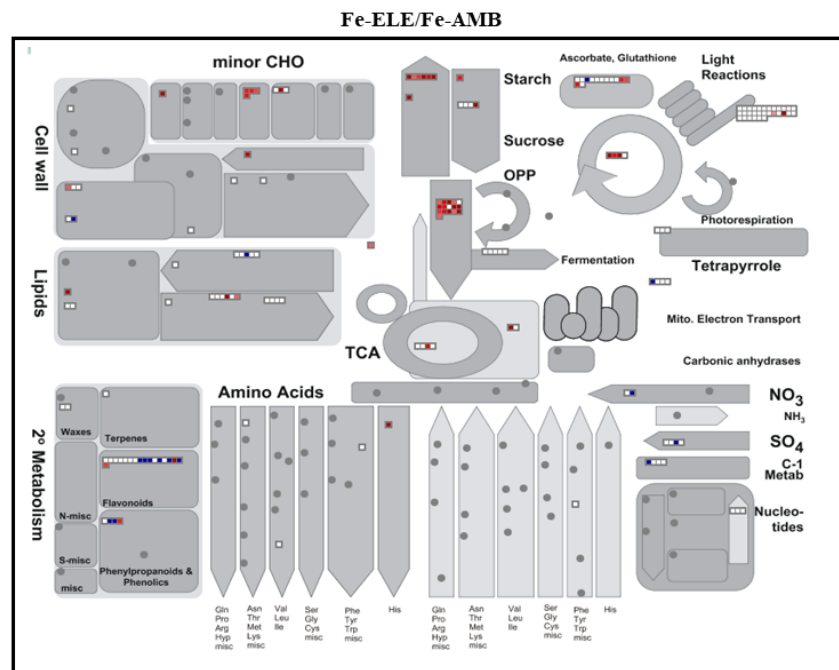 Fe-ELE/Fe-AMB
minor CHO
Cell wall
Lipids
Starch
Sucrose
OPP
Fermentation
TCA
Ascorbate, Glutathione
Light
Reactions
Photorespiration
Tetrapyrrole
Mito. Electron Transport
Carbonic anhydrases
2° Metabolism
Waxes
Terpenes
Flavonoids
N-misc
S-misc
Phenylpropanoids &
Phenolics
misc
Amino Acids
Gln
Pro
Arg
Hyp
misc
Asn
Thr
Met
Lys
misc
Val
Leu
Ile
Ser
Gly
Cys
misc
Phe
Tyr
Trp
misc
His
Gln
Pro
Arg
Hyp
misc
Asn
Thr
Met
Lys
misc
Val
Leu
Ile
Ser
Gly
Cys
misc
Phe
Tyr
Trp
misc
His
NO3
NH3
SO4
C-1
Metab
Nucleo-
tides